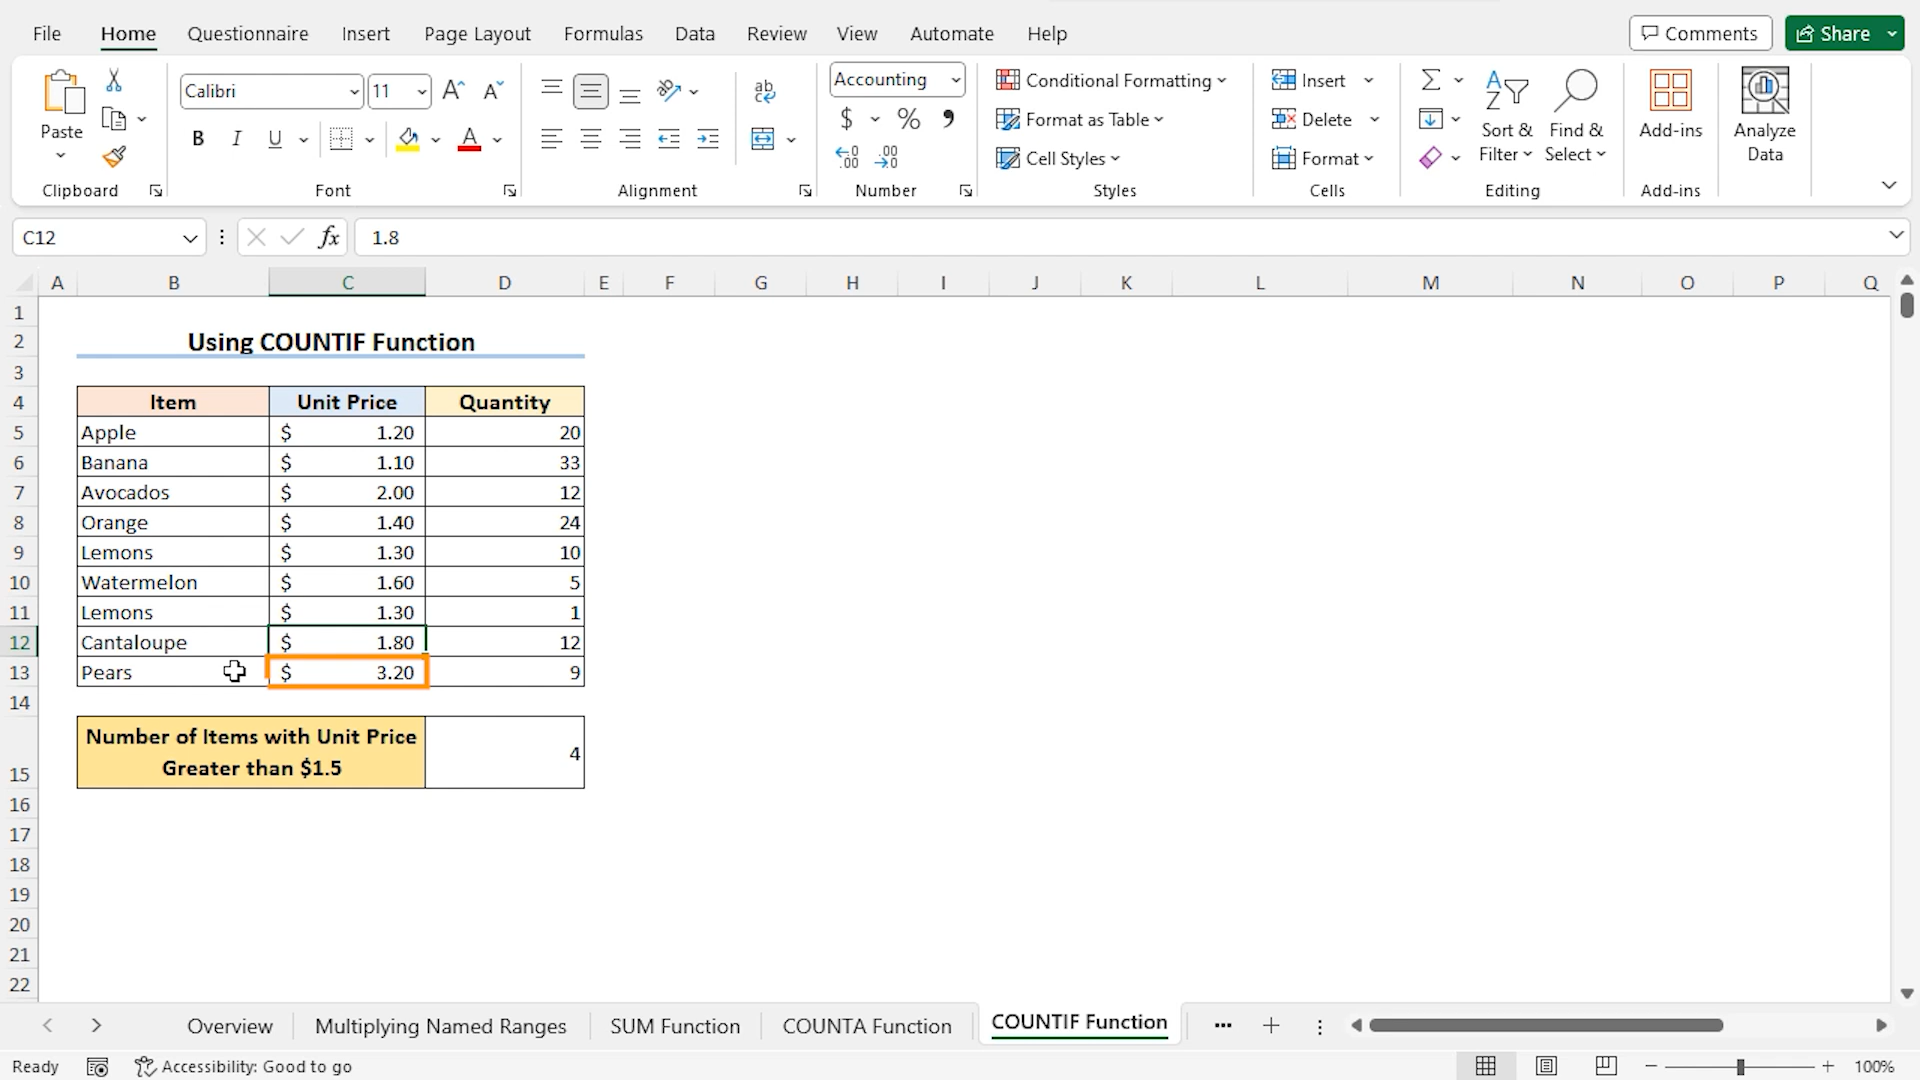 File Home Questionnaire Insert Page Layout Formulas Data Review View Automate Help Comments Share
Paste
Clipboard
Calibri 11
B I U
Font
ab
Alignment
Accounting
$ % 9
.00
Number
Conditional Formatting
Format as Table
Cell Styles
Styles
Insert
Delete
Format
Cells
Sort & Filter
Find & Select
Editing
Add-ins
Add-ins
Analyze Data
C12 fx 1.8
A B C D E F G H I J K L M N O P Q
1
2 Using COUNTIF Function
3
4 Item Unit Price Quantity
5 Apple $ 1.20 20
6 Banana $ 1.10 33
7 Avocados $ 2.00 12
8 Orange $ 1.40 24
9 Lemons $ 1.30 10
10 Watermelon $ 1.60 5
11 Lemons $ 1.30 1
12 Cantaloupe $ 1.80 12
13 Pears $ 3.20 9
14
Number of Items with Unit Price
Greater than $1.5 4
15
16
17
18
19
20
21
22
Overview Multiplying Named Ranges SUM Function COUNTA Function COUNTIF Function
Ready Accessibility: Good to go 100%